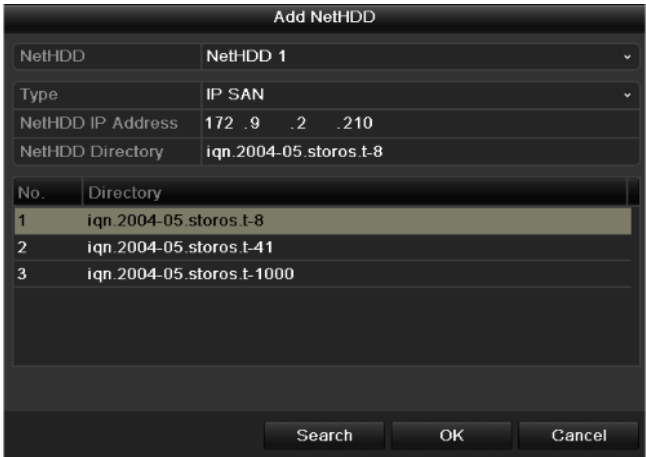 Add NetHDD
NetHDD NetHDD 1
Type IP SAN
NetHDD IP Address 172 .9 .2 .210
NetHDD Directory iqn.2004-05.storos.t-8
No. Directory
1 iqn.2004-05.storos.t-8
2 iqn.2004-05.storos.t-41
3 iqn.2004-05.storos.t-1000
Search OK Cancel